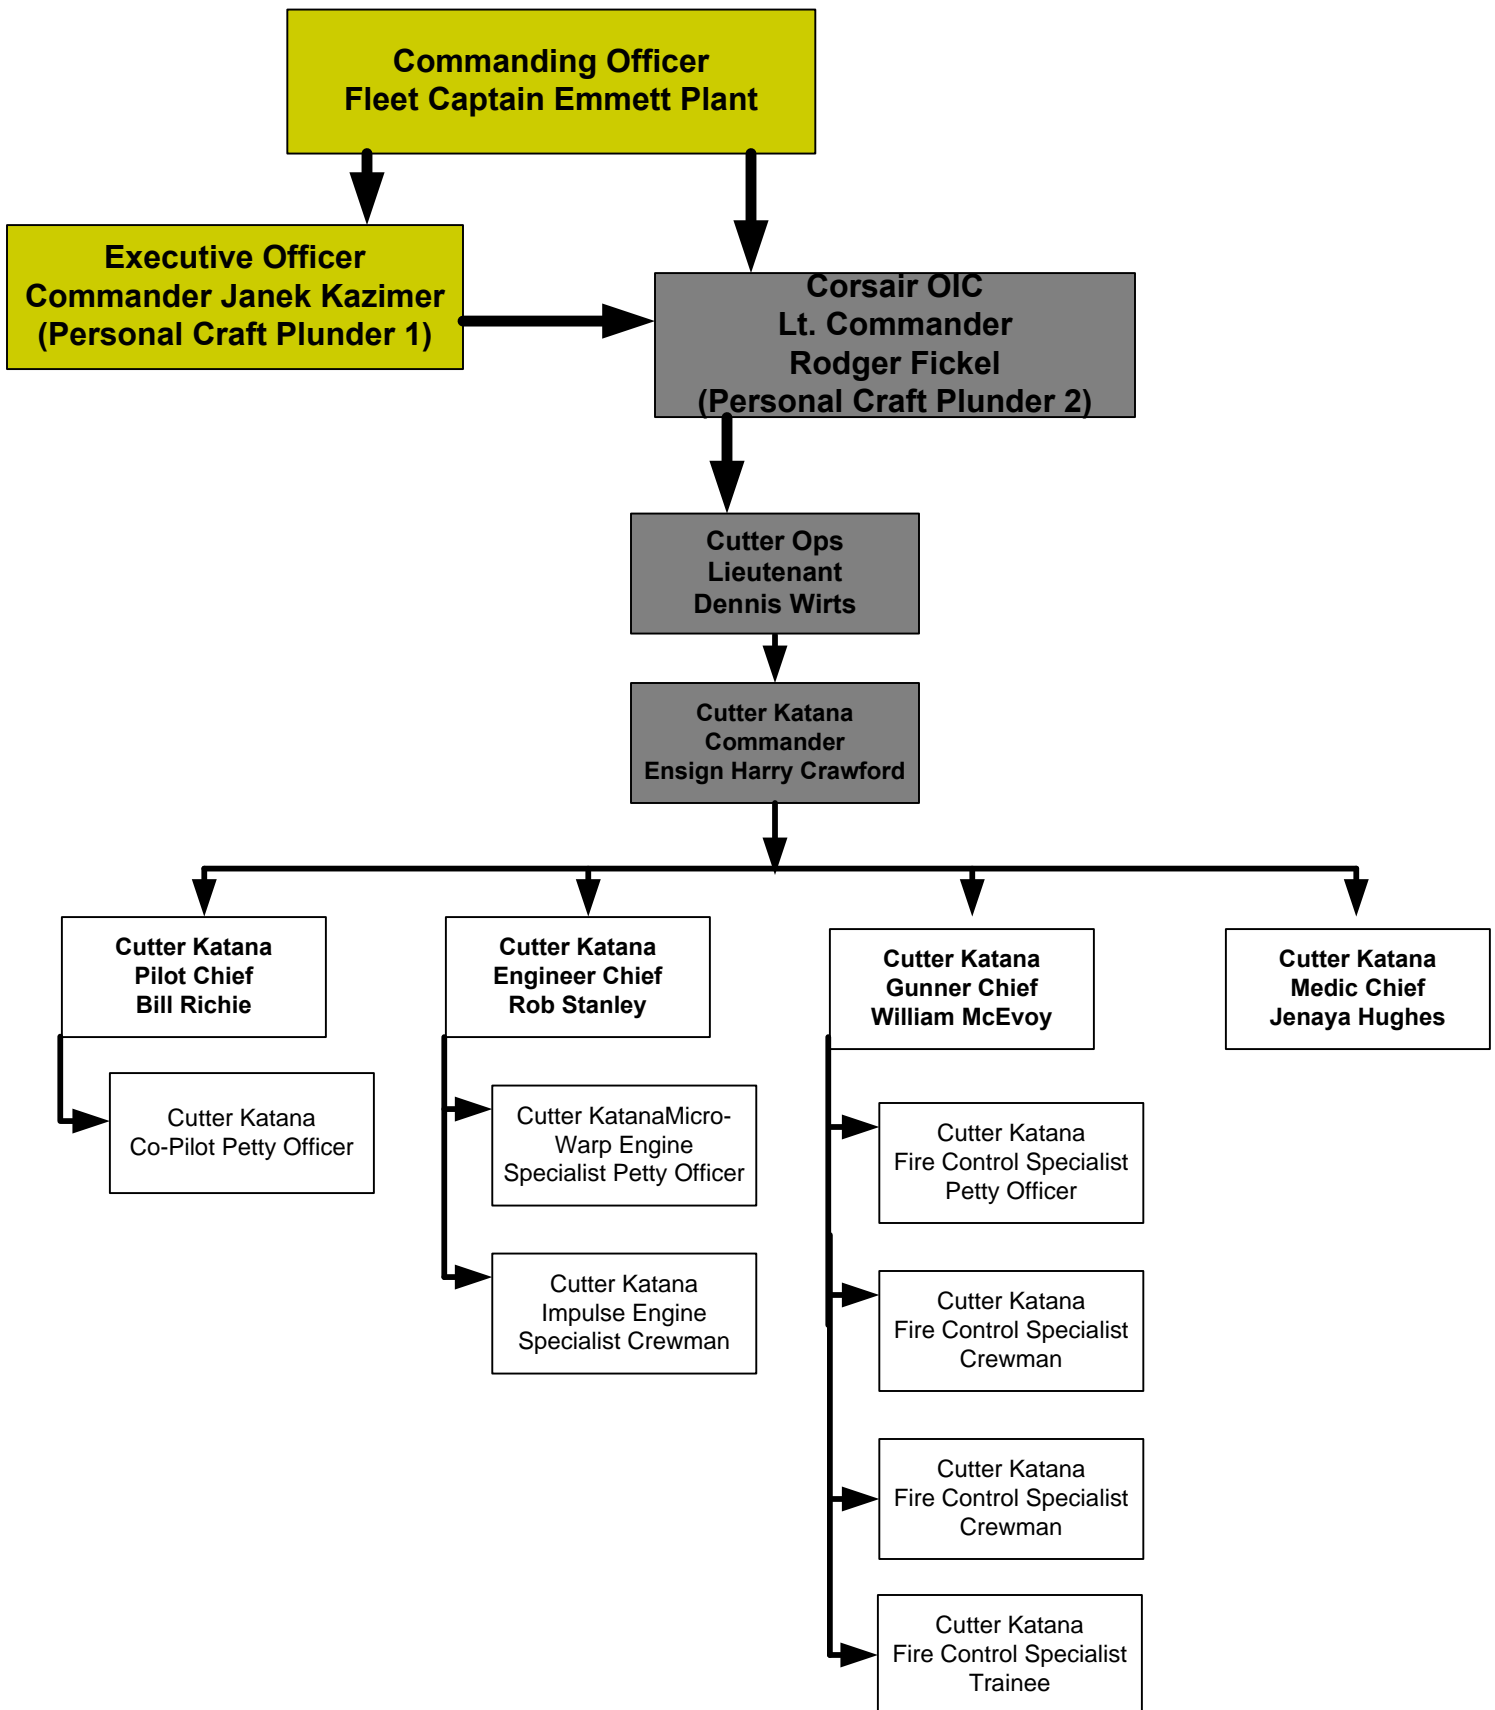 Commanding Officer
Fleet Captain Emmett Plant
Executive Officer
Commander Janek Kazimer
(Personal Craft Plunder 1)
Corsair OIC
Lt. Commander
Rodger Fickel
(Personal Craft Plunder 2)
Cutter Ops
Lieutenant
Dennis Wirts
Cutter Katana
Commander
Ensign Harry Crawford
Cutter Katana
Pilot Chief
Bill Richie
Cutter Katana
Engineer Chief
Rob Stanley
Cutter Katana
Gunner Chief
William McEvoy
Cutter Katana
Medic Chief
Jenaya Hughes
Cutter Katana
Co-Pilot Petty Officer
Cutter KatanaMicro-
Warp Engine
Specialist Petty Officer
Cutter Katana
Impulse Engine
Specialist Crewman
Cutter Katana
Fire Control Specialist
Petty Officer
Cutter Katana
Fire Control Specialist
Crewman
Cutter Katana
Fire Control Specialist
Crewman
Cutter Katana
Fire Control Specialist
Trainee